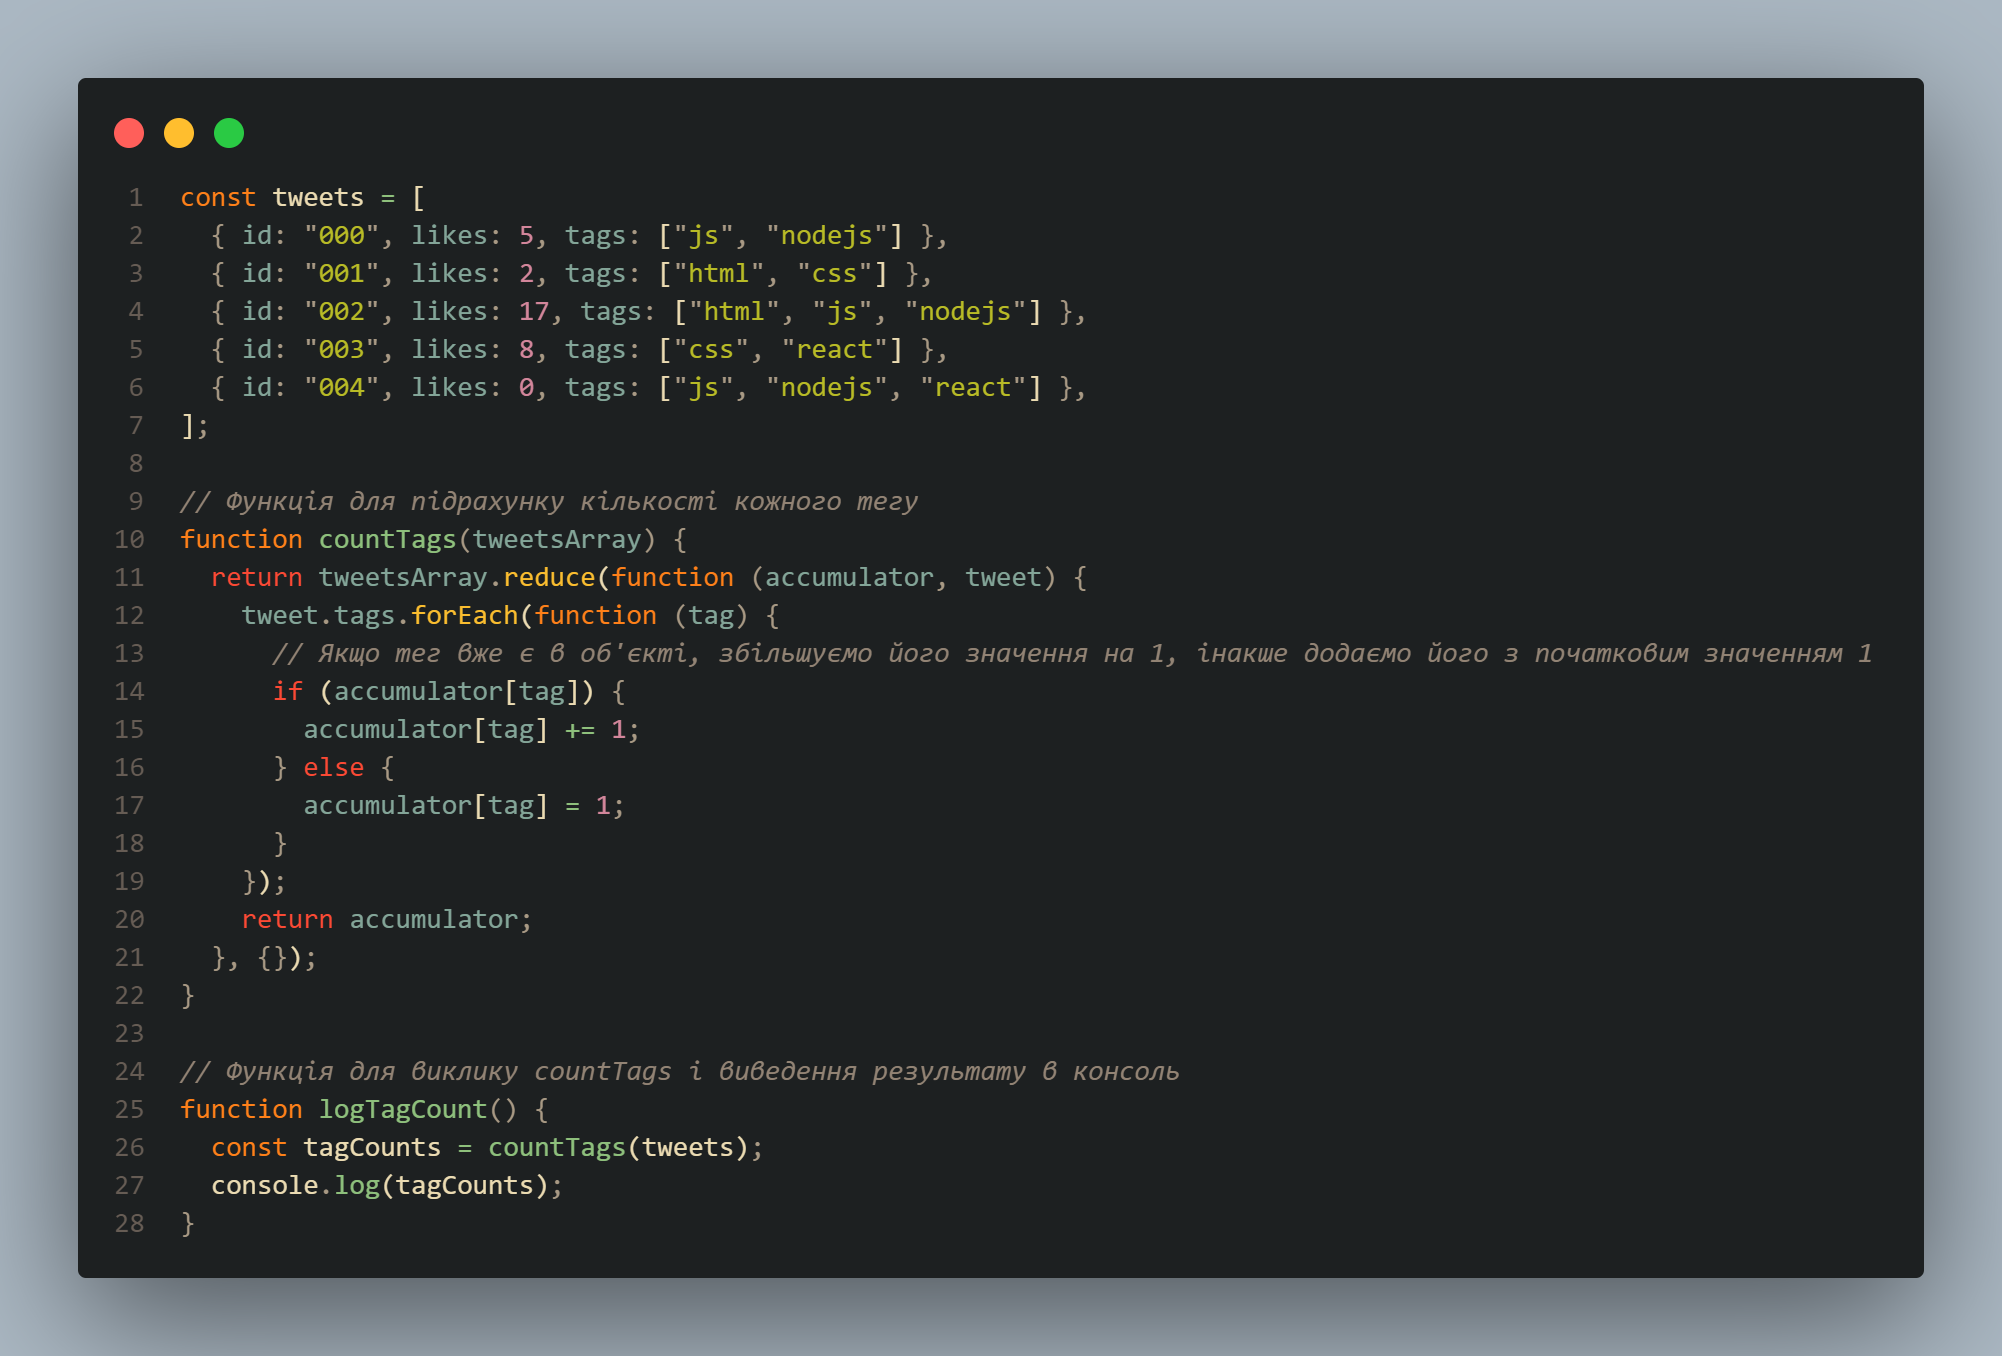 1 const tweets = [
2   { id: "000", likes: 5, tags: ["js", "nodejs"] },
3   { id: "001", likes: 2, tags: ["html", "css"] },
4   { id: "002", likes: 17, tags: ["html", "js", "nodejs"] },
5   { id: "003", likes: 8, tags: ["css", "react"] },
6   { id: "004", likes: 0, tags: ["js", "nodejs", "react"] },
7 ];
8
9 // Функція для підрахунку кількості кожного тегу
10 function countTags(tweetsArray) {
11   return tweetsArray.reduce(function (accumulator, tweet) {
12     tweet.tags.forEach(function (tag) {
13       // Якщо тег вже є в об'єкті, збільшуємо його значення на 1, інакше додаємо його з початковим значенням 1
14       if (accumulator[tag]) {
15         accumulator[tag] += 1;
16       } else {
17         accumulator[tag] = 1;
18       }
19     });
20     return accumulator;
21   }, {});
22 }
23
24 // Функція для виклику countTags і виведення результату в консоль
25 function logTagCount() {
26   const tagCounts = countTags(tweets);
27   console.log(tagCounts);
28 }